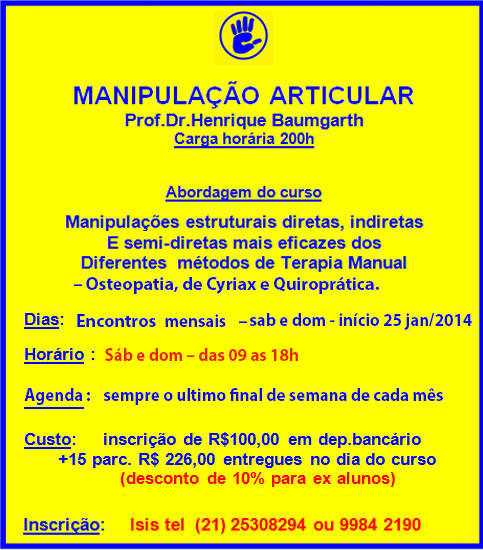 MANIPULAÇÃO ARTICULAR
Prof.Dr.Henrique Baumgarth
Carga horária 200h
Abordagem do curso
Manipulações estruturais diretas, indiretas
E semi-diretas mais eficazes dos
Diferentes métodos de Terapia Manual
– Osteopatia, de Cyriax e Quiroprática.
Dias: Encontros mensais – sab e dom - início 25 jan/2014
Horário : Sáb e dom – das 09 as 18h
Agenda : sempre o ultimo final de semana de cada mês
Custo: inscrição de R$100,00 em dep.bancário
+15 parc. R$ 226,00 entregues no dia do curso
(desconto de 10% para ex alunos)
Inscrição: Isis tel (21) 25308294 ou 9984 2190